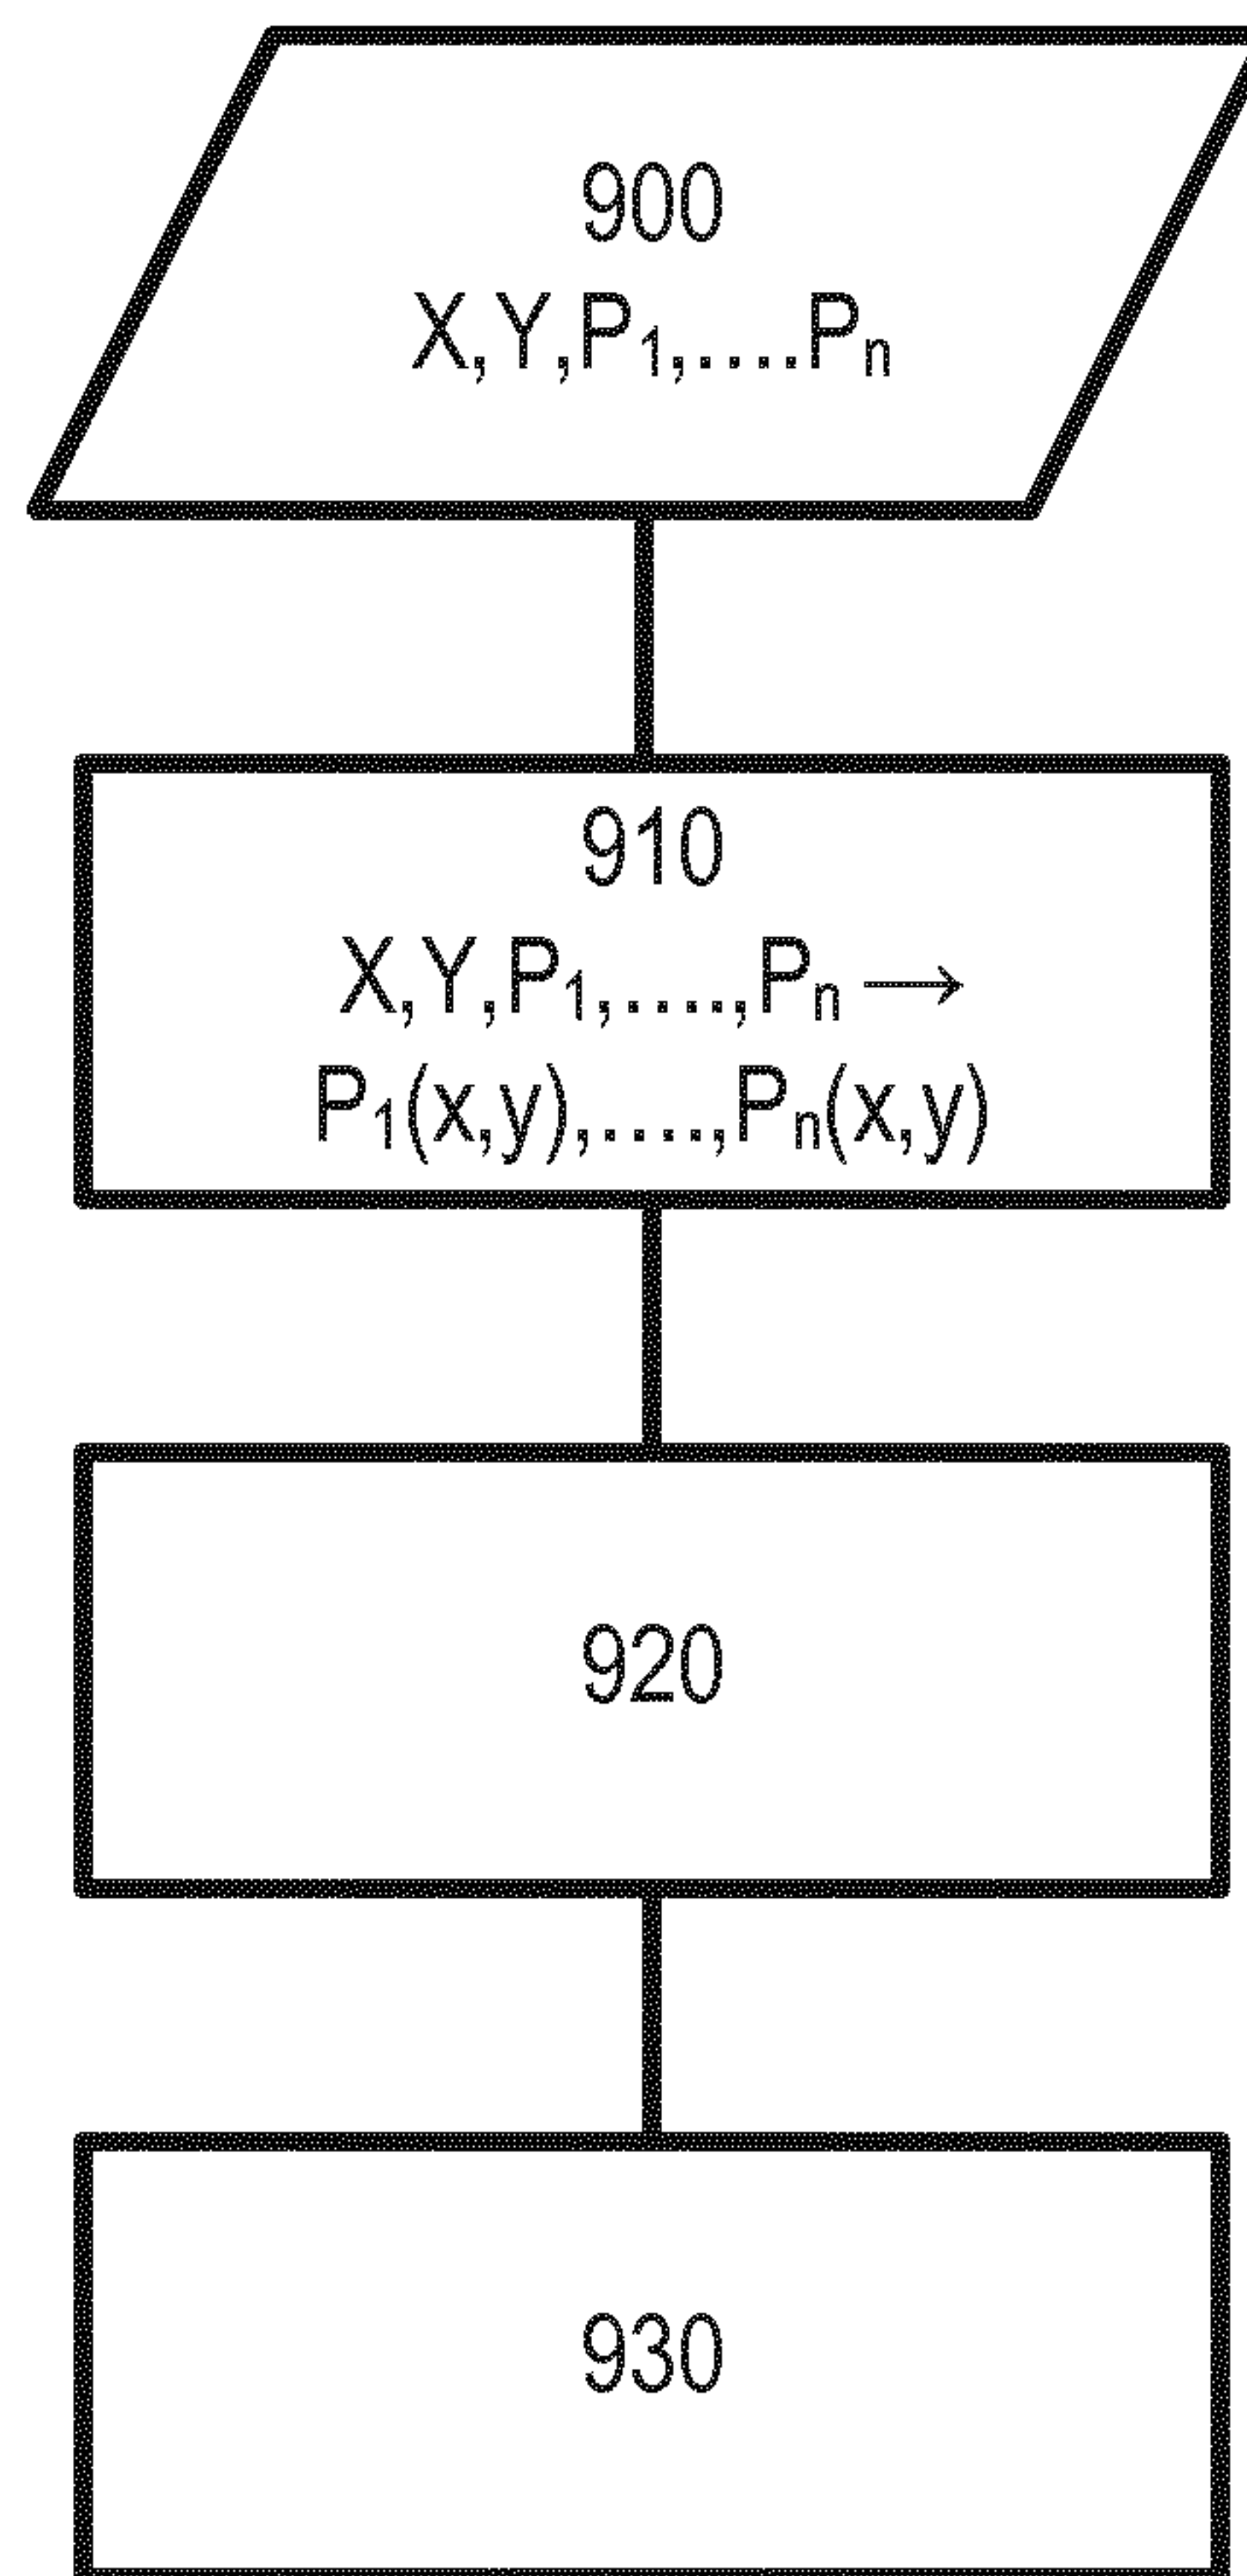 900
X,Y,P₁,....Pₙ
910
X,Y,P₁,....,Pₙ →
P₁(x,y),....,Pₙ(x,y)
920
930